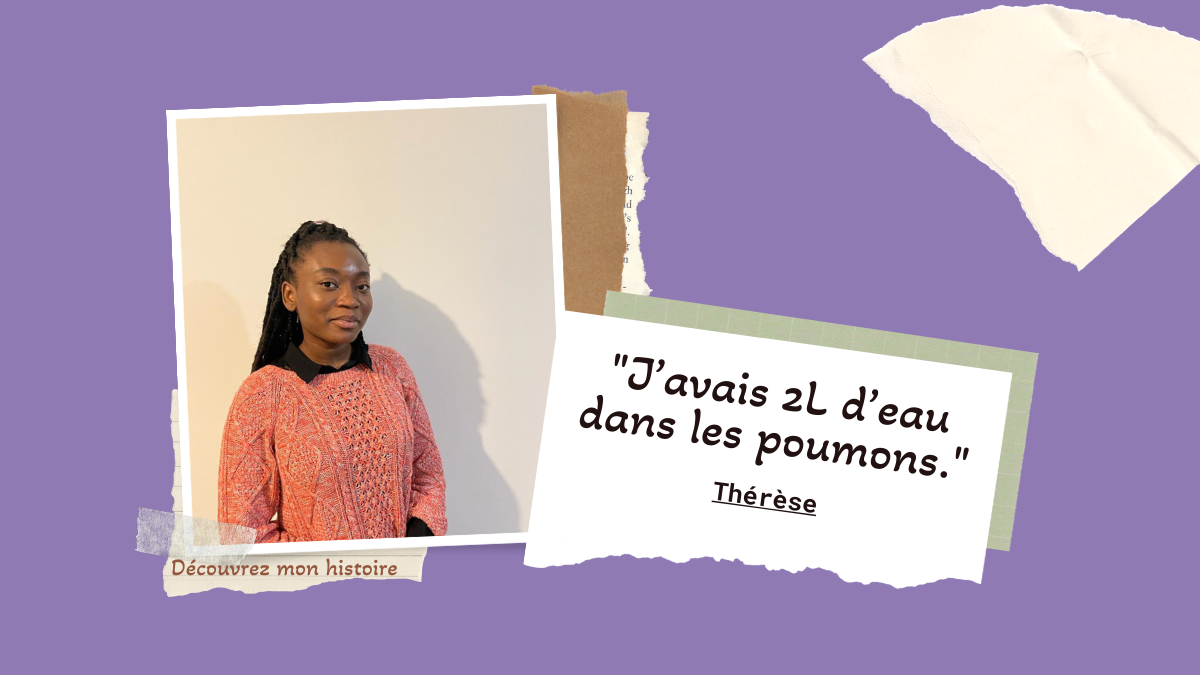 "J’avais 2L d’eau
dans les poumons."
Thérèse
Découvrez mon histoire